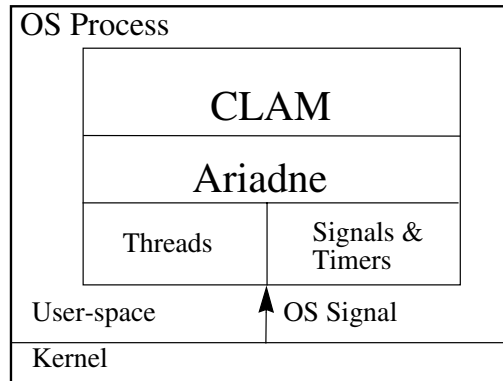 OS Process
CLAM
Ariadne
Threads
Signals &
Timers
User-space
OS Signal
Kernel